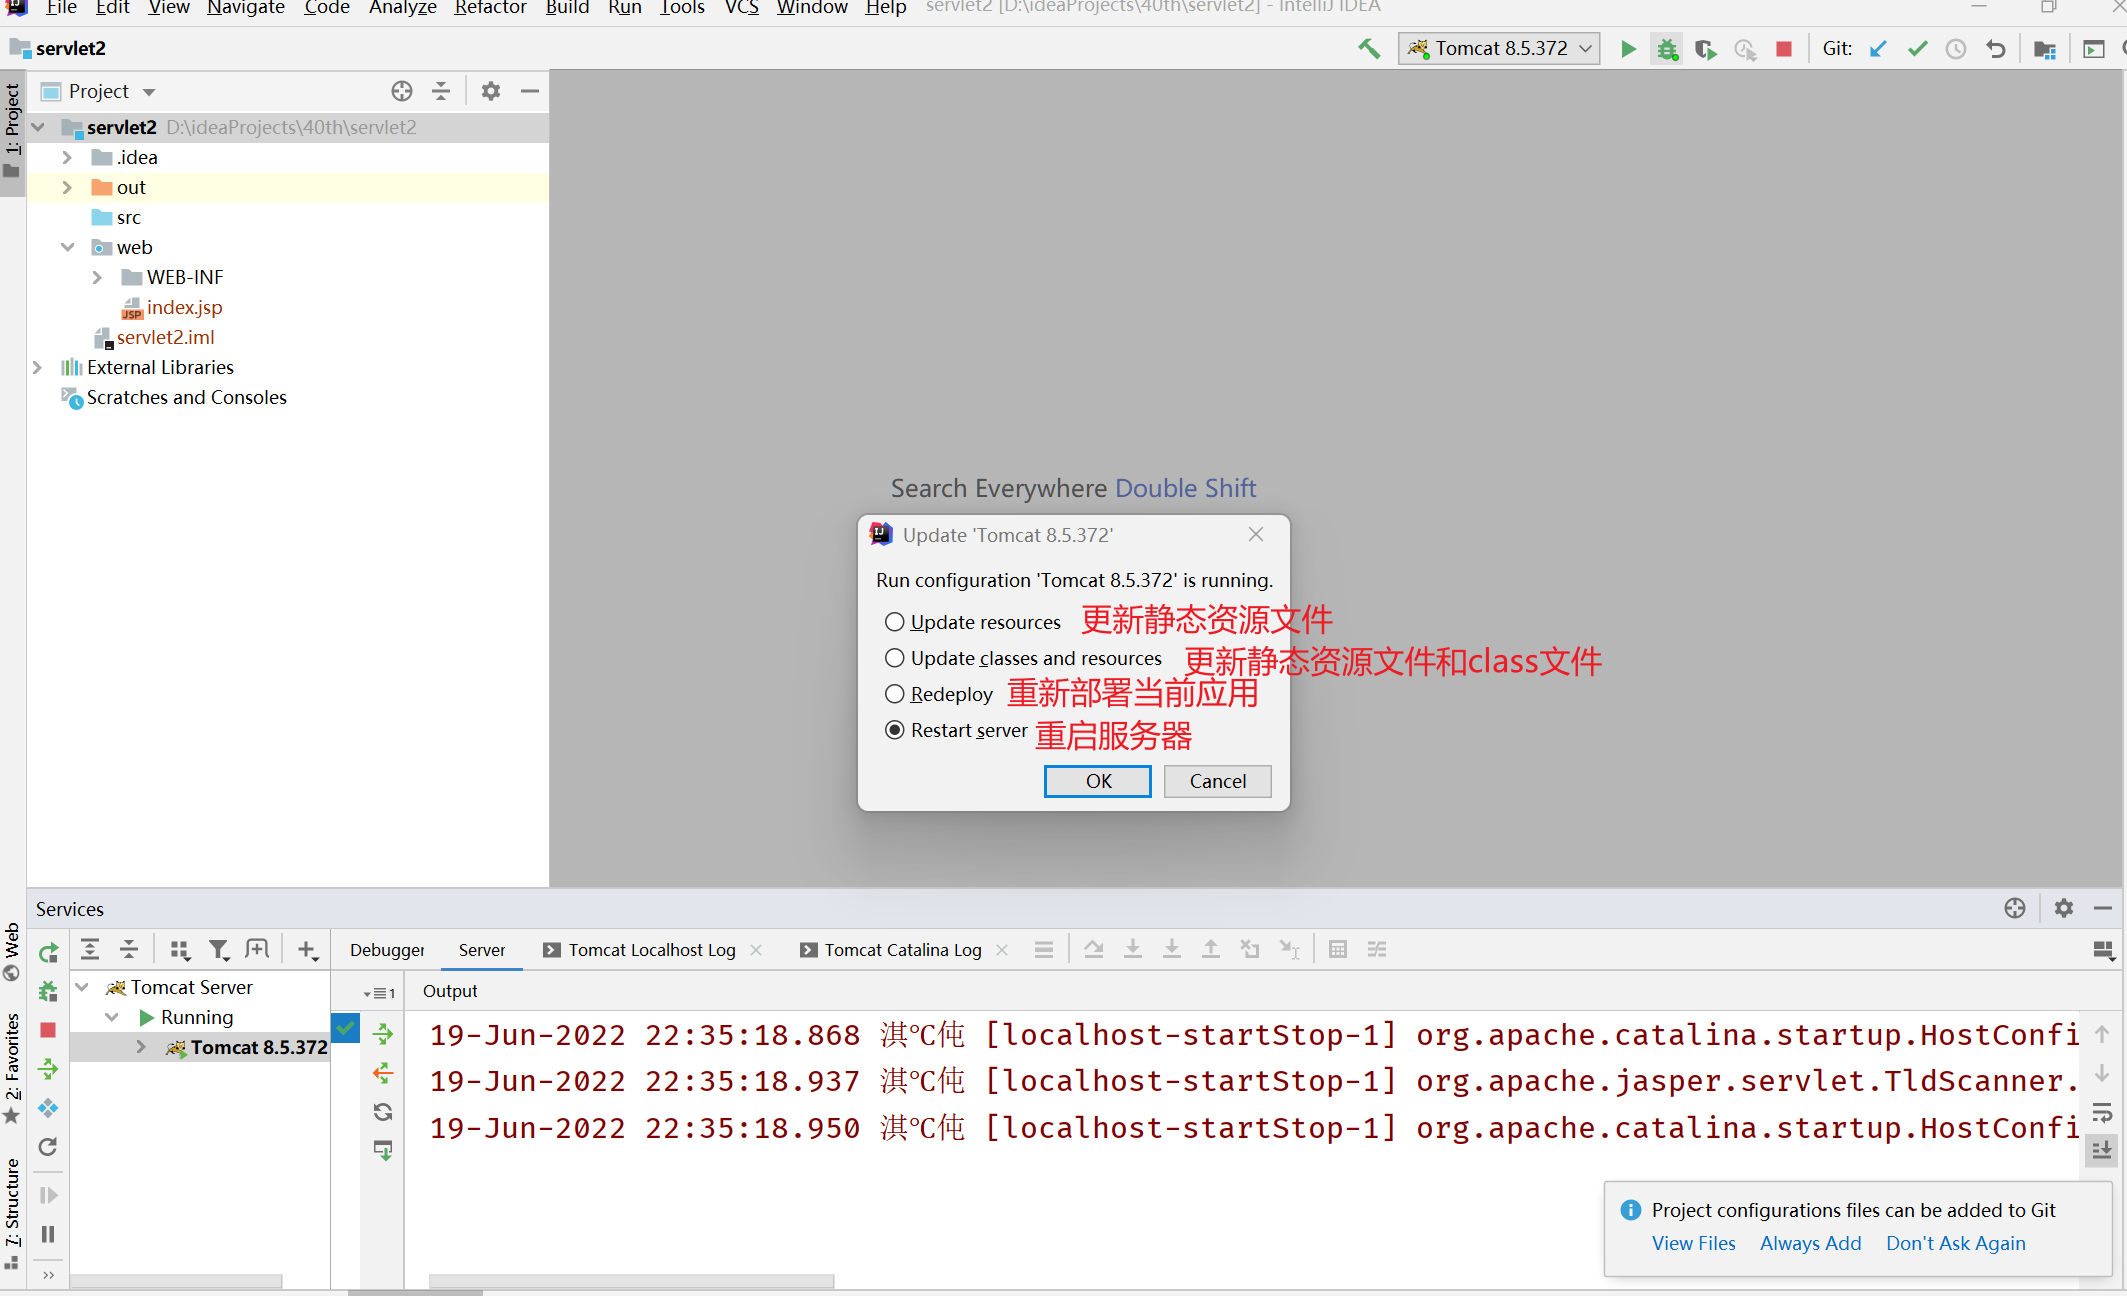 File Edit View Navigate Code Analyze Refactor Build Run Tools VCS Window Help servlet2 [D:\ideaProjects\40th\servlet2] - IntelliJ IDEA
servlet2
Tomcat 8.5.372
Git:
1: Project
Project
servlet2 D:\ideaProjects\40th\servlet2
.idea
out
src
web
WEB-INF
JSP index.jsp
servlet2.iml
External Libraries
Scratches and Consoles
Search Everywhere Double Shift
Update 'Tomcat 8.5.372'
Run configuration 'Tomcat 8.5.372' is running.
Update resources 更新静态资源文件
Update classes and resources 更新静态资源文件和class文件
Redeploy 重新部署当前应用
Restart server 重启服务器
OK Cancel
Services
Web
2: Favorites
7: Structure
Debugger Server Tomcat Localhost Log Tomcat Catalina Log
Tomcat Server
Running
Tomcat 8.5.372
1
Output
19-Jun-2022 22:35:18.868 淇℃伅 [localhost-startStop-1] org.apache.catalina.startup.HostConfi
19-Jun-2022 22:35:18.937 淇℃伅 [localhost-startStop-1] org.apache.jasper.servlet.TldScanner.
19-Jun-2022 22:35:18.950 淇℃伅 [localhost-startStop-1] org.apache.catalina.startup.HostConfi
Project configurations files can be added to Git
View Files Always Add Don't Ask Again